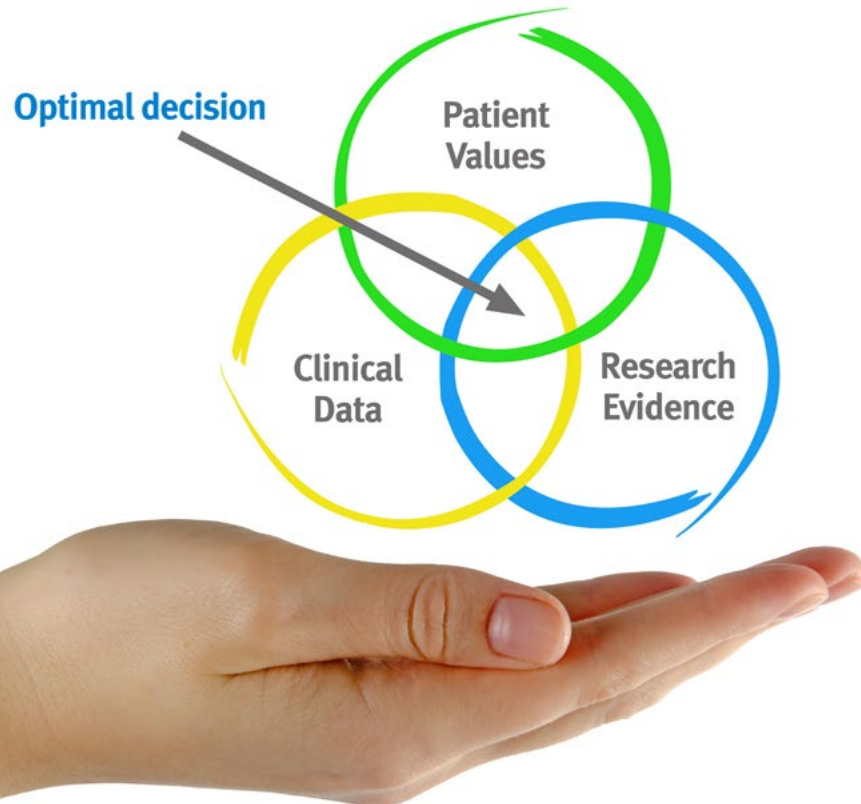 Optimal decision
Patient
Values
Clinical
Data
Research
Evidence